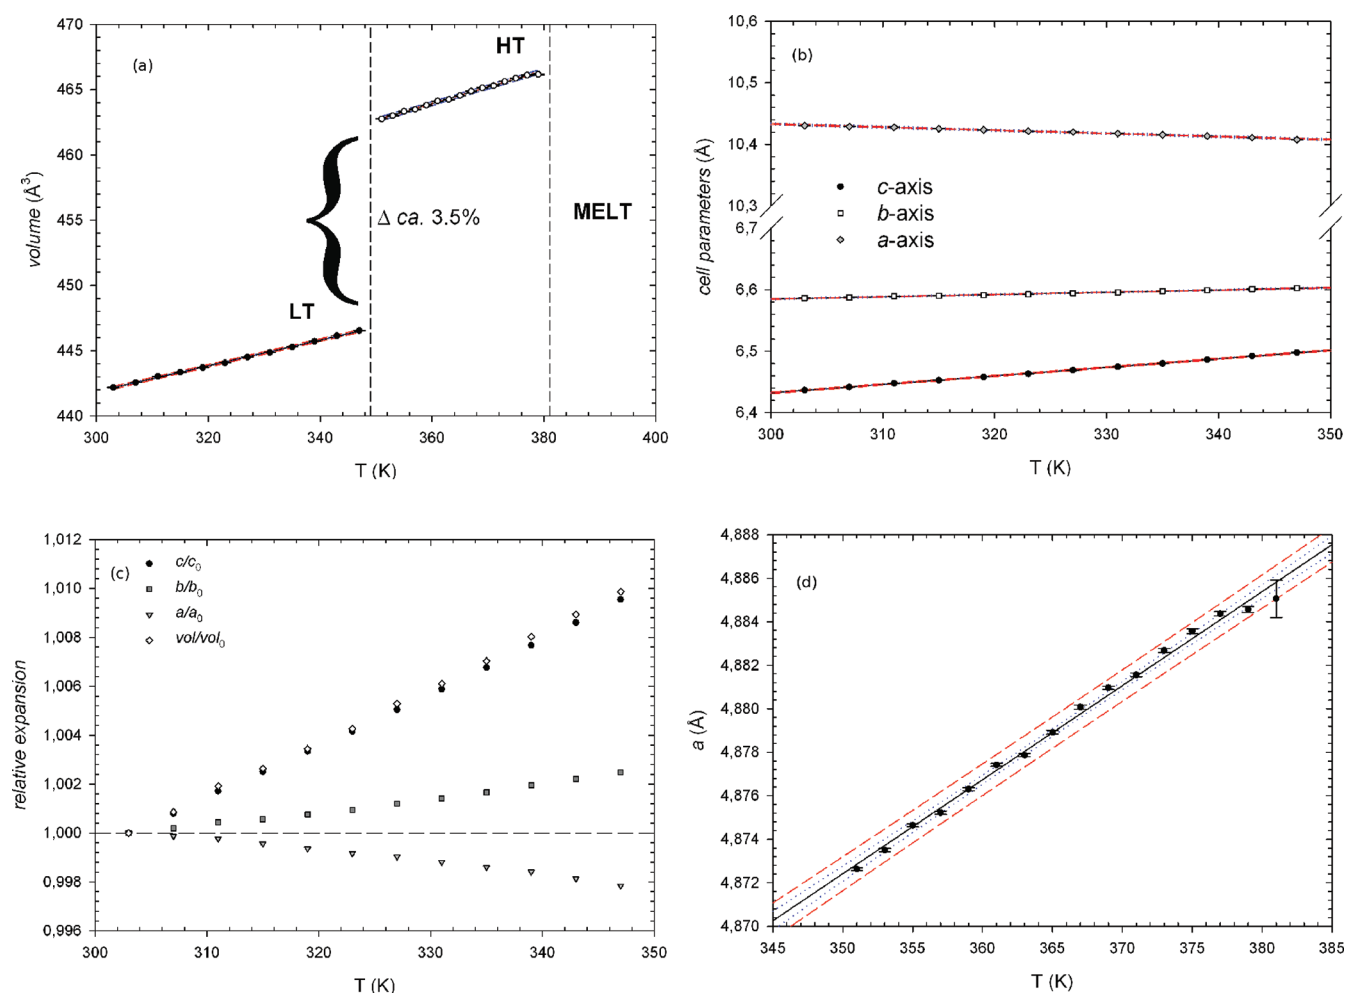 (a)
470
465
460
455
450
445
440
volume (Å³)
HT
LT
MELT
Δ ca. 3.5%
300 320 340 360 380 400
T (K)
(b)
10,6
10,5
10,4
10,3
6,7
6,6
6,5
6,4
cell parameters (Å)
c-axis
b-axis
a-axis
300 310 320 330 340 350
T (K)
(c)
1,012
1,010
1,008
1,006
1,004
1,002
1,000
0,998
0,996
relative expansion
c/c₀
b/b₀
a/a₀
vol/vol₀
300 310 320 330 340 350
T (K)
(d)
4,888
4,886
4,884
4,882
4,880
4,878
4,876
4,874
4,872
4,870
a (Å)
345 350 355 360 365 370 375 380 385
T (K)